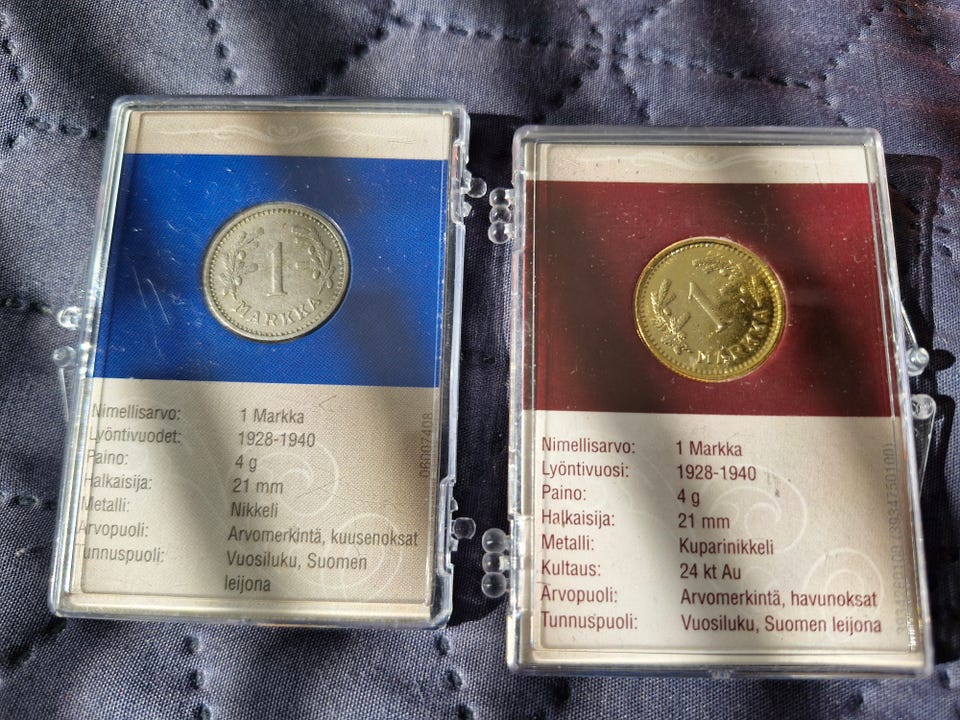 1
MARKKA
Nimellisarvo: 1 Markka
Lyöntivuodet: 1928-1940
Paino: 4 g
Halkaisija: 21 mm
Metalli: Nikkeli
Arvopuoli: Arvomerkintä, kuusenoksat
Tunnuspuoli: Vuosiluku, Suomen
leijona
06007408
1
MARKKA
Nimellisarvo: 1 Markka
Lyöntivuosi: 1928-1940
Paino: 4 g
Halkaisija: 21 mm
Metalli: Kuparinikkeli
Kultaus: 24 kt Au
Arvopuoli: Arvomerkintä, havunoksat
Tunnuspuoli: Vuosiluku, Suomen leijona